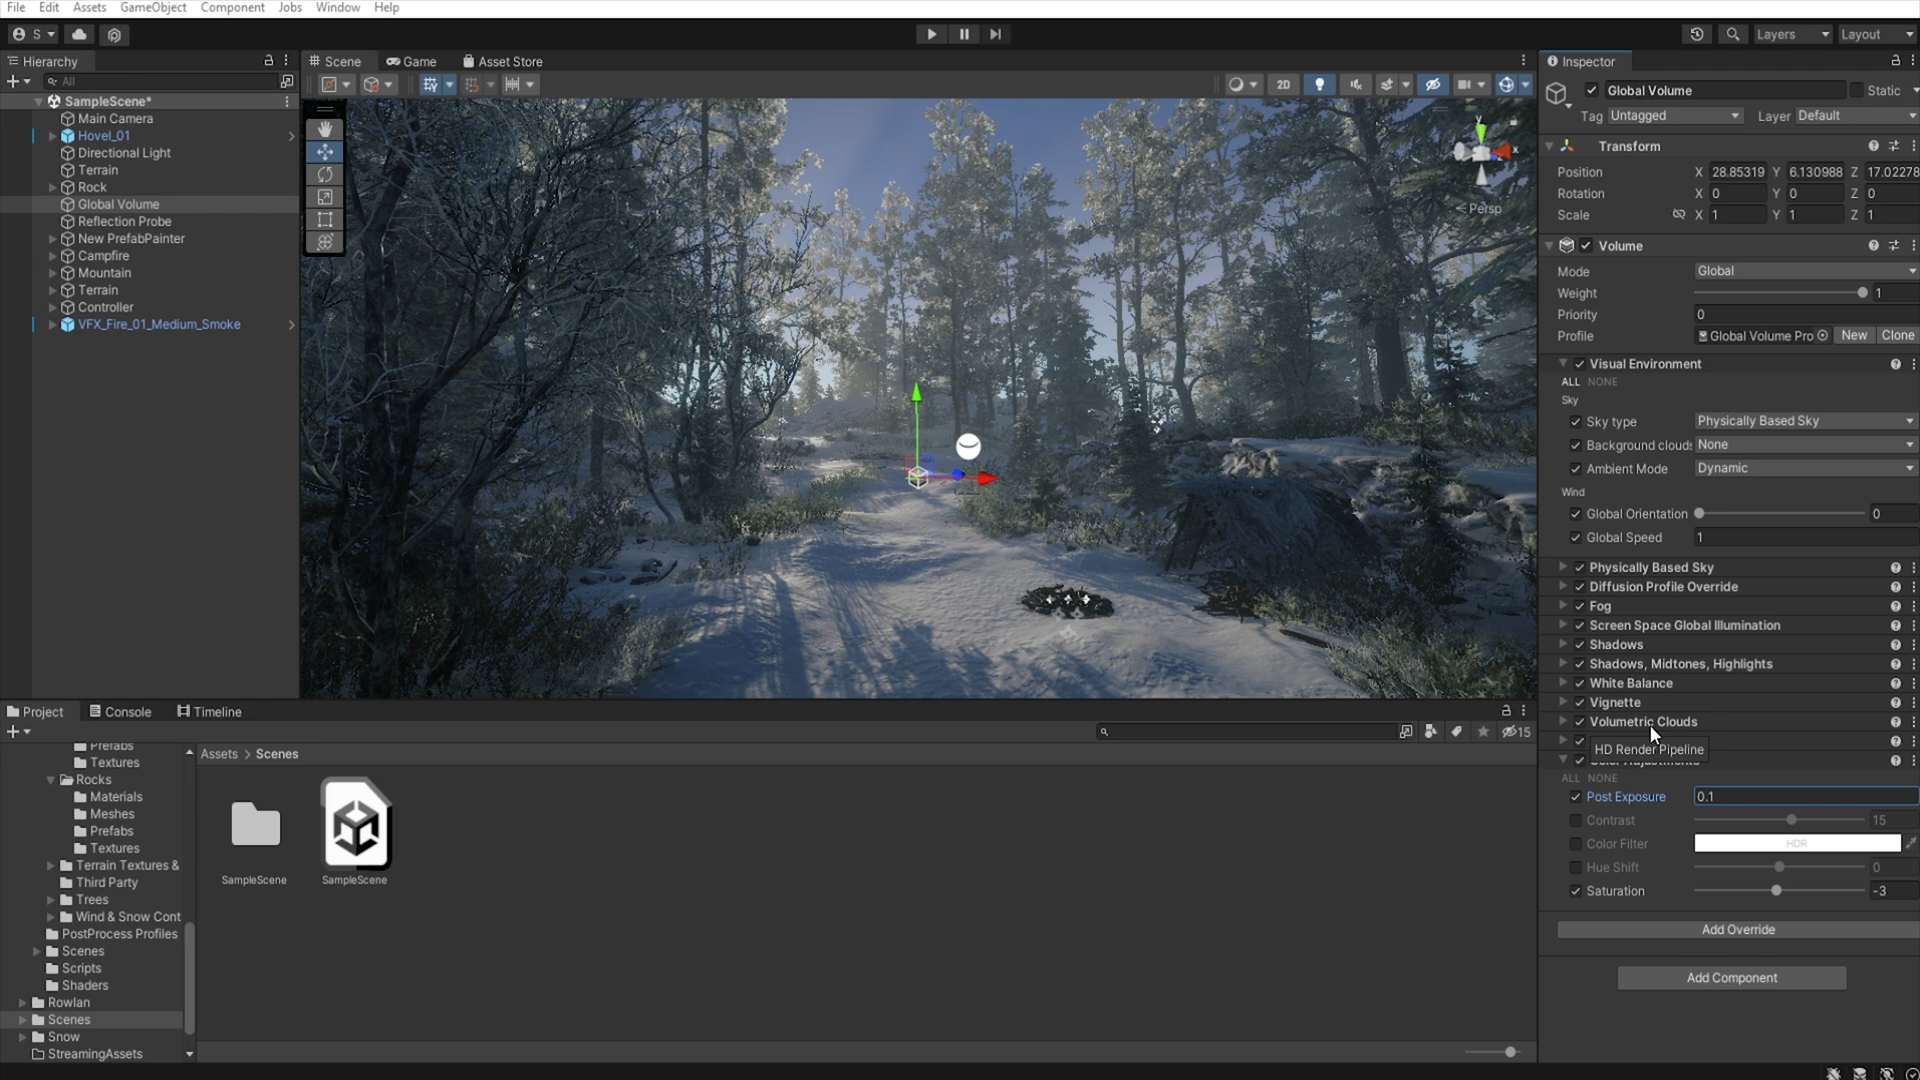 File Edit Assets GameObject Component Jobs Window Help
S
Layers Layout
Hierarchy
All
SampleScene*
Main Camera
Hovel_01
Directional Light
Terrain
Rock
Global Volume
Reflection Probe
New PrefabPainter
Campfire
Mountain
Terrain
Controller
VFX_Fire_01_Medium_Smoke
Scene Game Asset Store
2D
y
x
Persp
Inspector
Global Volume Static
Tag Untagged Layer Default
Transform
Position X 28.85319 Y 6.130988 Z 17.02278
Rotation X 0 Y 0 Z 0
Scale X 1 Y 1 Z 1
Volume
Mode Global
Weight 1
Priority 0
Profile Global Volume Pro New Clone
Visual Environment
ALL NONE
Sky
Sky type Physically Based Sky
Background clouds None
Ambient Mode Dynamic
Wind
Global Orientation 0
Global Speed 1
Physically Based Sky
Diffusion Profile Override
Fog
Screen Space Global Illumination
Shadows
Shadows, Midtones, Highlights
White Balance
Vignette
Volumetric Clouds
HD Render Pipeline
Color Adjustments
ALL NONE
Post Exposure 0.1
Contrast 15
Color Filter HDR
Hue Shift 0
Saturation -3
Add Override
Add Component
Project Console Timeline
15
Prefabs
Textures
Rocks
Materials
Meshes
Prefabs
Textures
Terrain Textures &
Third Party
Trees
Wind & Snow Cont
PostProcess Profiles
Scenes
Scripts
Shaders
Rowlan
Scenes
Snow
StreamingAssets
Assets > Scenes
SampleScene SampleScene